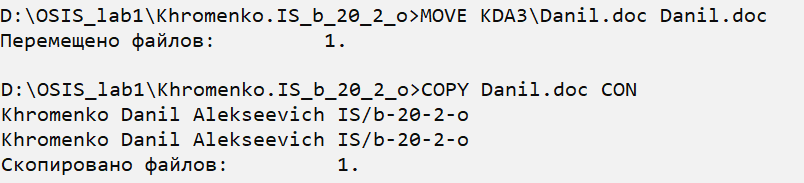 D:\OSIS_lab1\Khromenko.IS_b_20_2_o>MOVE KDA3\Danil.doc Danil.doc
Перемещено файлов:         1.
D:\OSIS_lab1\Khromenko.IS_b_20_2_o>COPY Danil.doc CON
Khromenko Danil Alekseevich IS/b-20-2-o
Khromenko Danil Alekseevich IS/b-20-2-o
Скопировано файлов:         1.